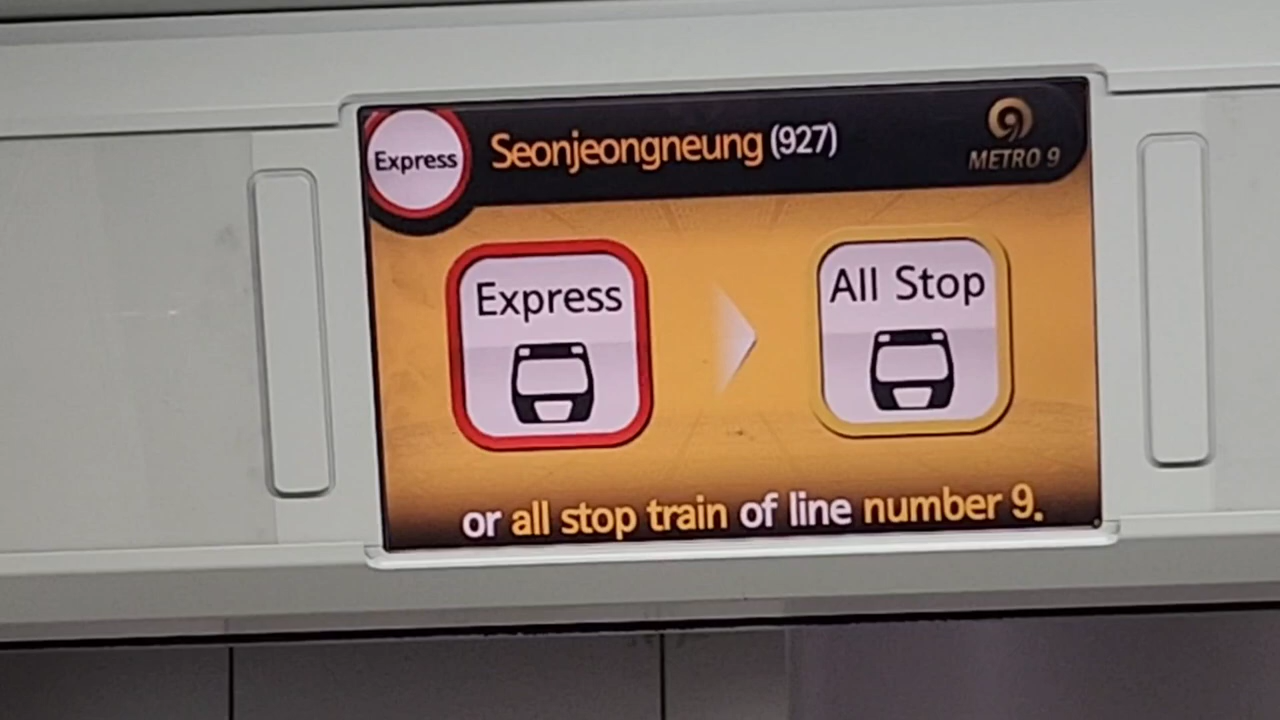 Express
Seonjeongneung (927)
METRO 9
Express
All Stop
or all stop train of line number 9.